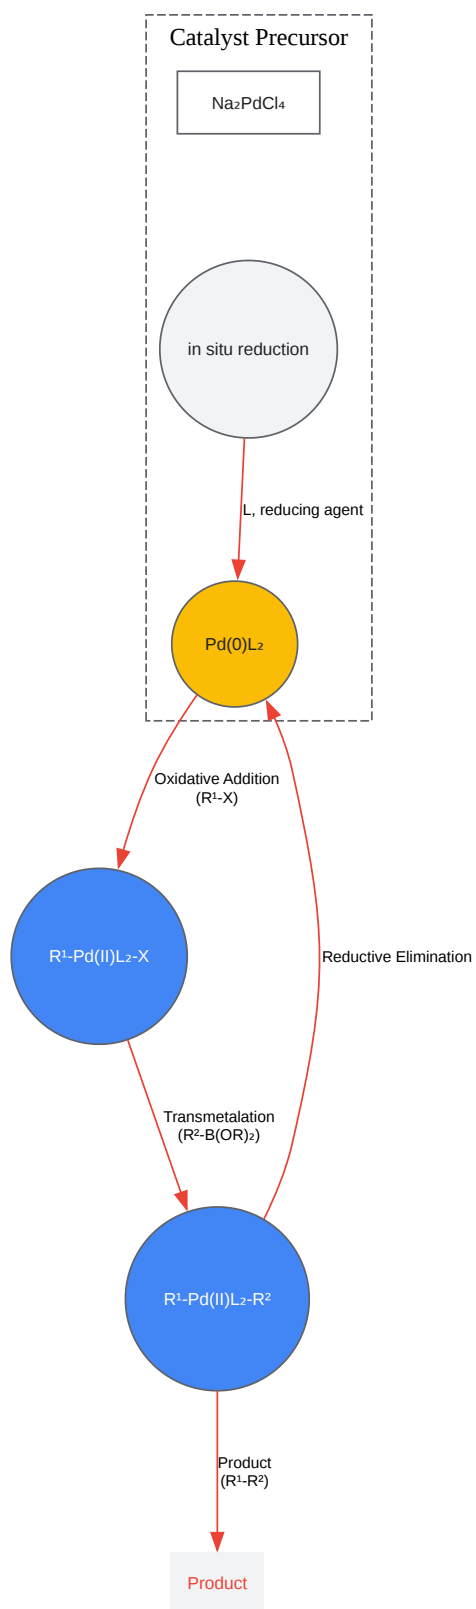 Catalyst Precursor
Na₂PdCl₄
in situ reduction
L, reducing agent
Pd(0)L₂
Oxidative Addition
(R¹-X)
R¹-Pd(II)L₂-X
Reductive Elimination
Transmetalation
(R²-B(OR)₂)
R¹-Pd(II)L₂-R²
Product
(R¹-R²)
Product